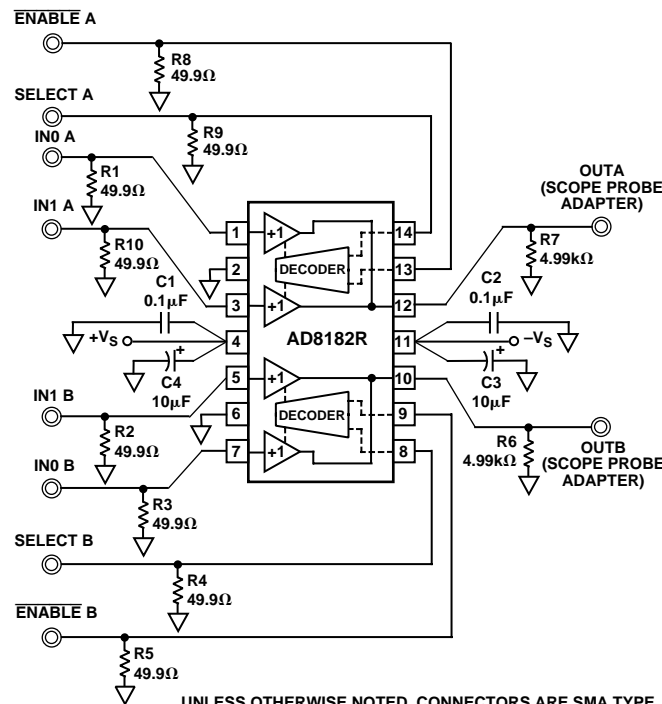 ENABLE A
R8
49.9Ω
SELECT A
R9
49.9Ω
IN0 A
R1
49.9Ω
IN1 A
R10
49.9Ω
OUTA
(SCOPE PROBE
ADAPTER)
R7
4.99kΩ
1
+1
14
2
DECODER
13
3
+1
12
C1
0.1μF
C2
0.1μF
+VS
4
AD8182R
11
–VS
+
C4
10μF
+
C3
10μF
5
+1
10
IN1 B
R2
49.9Ω
6
DECODER
9
7
+1
8
R6
4.99kΩ
OUTB
(SCOPE PROBE
ADAPTER)
IN0 B
R3
49.9Ω
SELECT B
R4
49.9Ω
ENABLE B
R5
49.9Ω
UNLESS OTHERWISE NOTED, CONNECTORS ARE SMA TYPE